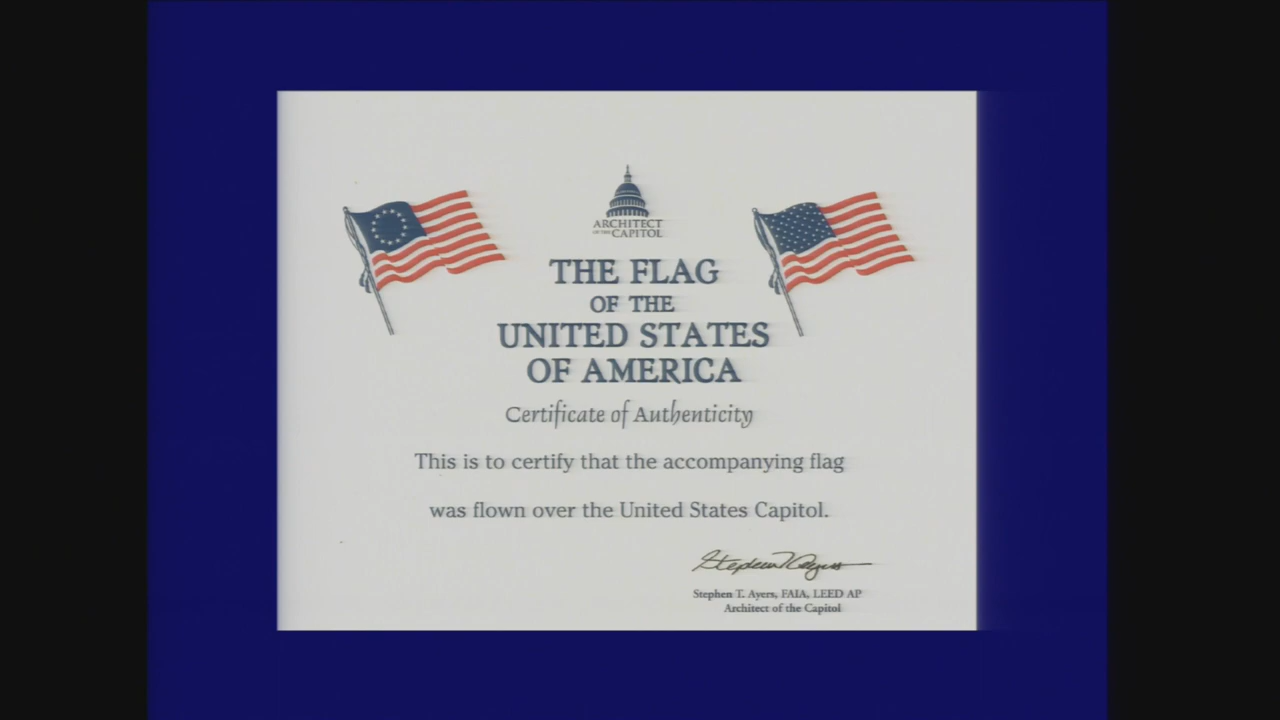 ARCHITECT
OF THE CAPITOL
THE FLAG
OF THE
UNITED STATES
OF AMERICA
Certificate of Authenticity
This is to certify that the accompanying flag
was flown over the United States Capitol.
Stephen T. Ayers
Stephen T. Ayers, FAIA, LEED AP
Architect of the Capitol